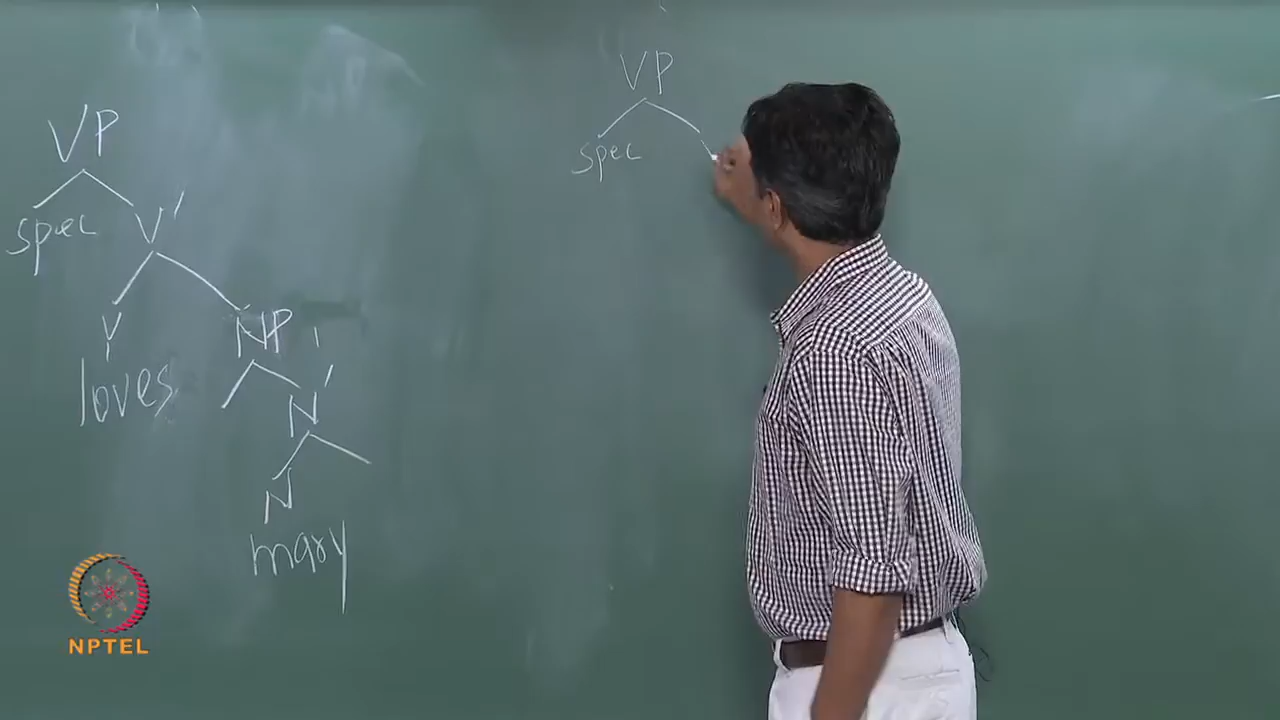 VP
spec V'
V NP
loves N'
N
mary
VP
spec
NPTEL